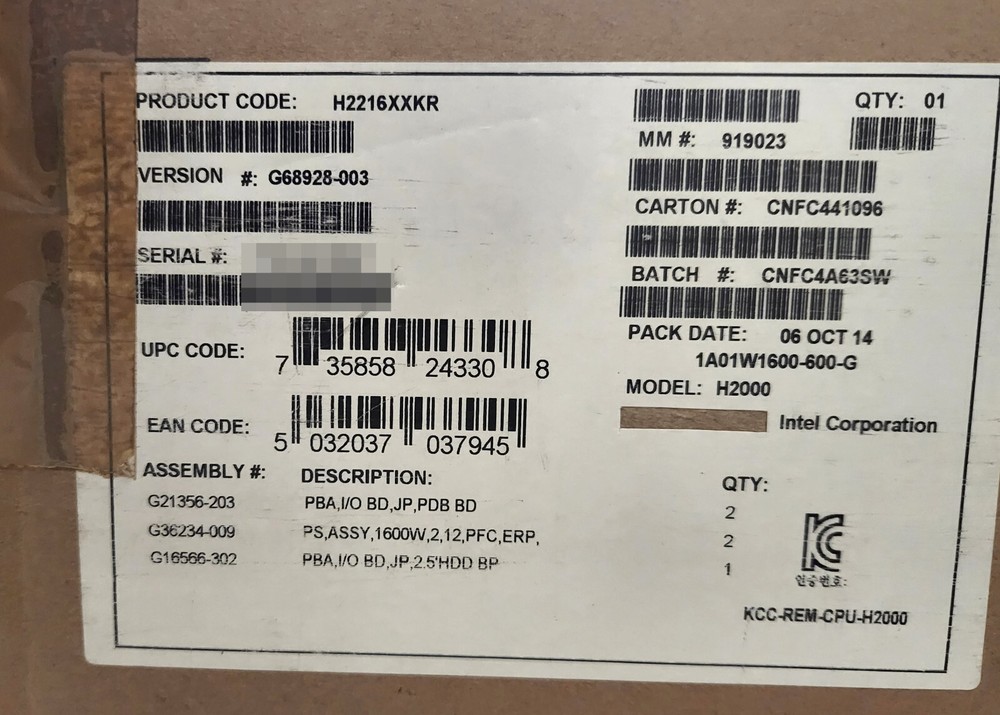 PRODUCT CODE: H2216XXKR
VERSION #: G68928-003
SERIAL #:
UPC CODE: 7 35858 24330 8
EAN CODE: 5 032037 037945
QTY: 01
MM #: 919023
CARTON #: CNFC441096
BATCH #: CNFC4A63SW
PACK DATE: 06 OCT 14
1A01W1600-600-G
MODEL: H2000
Intel Corporation
ASSEMBLY #: DESCRIPTION: QTY:
G21356-203 PBA,I/O BD,JP,PDB BD 2
G36234-009 PS,ASSY,1600W,2,12,PFC,ERP, 2
G16566-302 PBA,I/O BD,JP,2.5'HDD BP 1
KC
인증번호:
KCC-REM-CPU-H2000